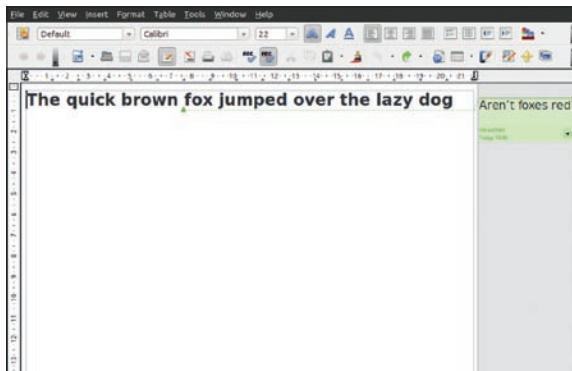 File Edit View Insert Format Table Tools Window Help
Default Calibri 22
The quick brown fox jumped over the lazy dog
Aren't foxes red